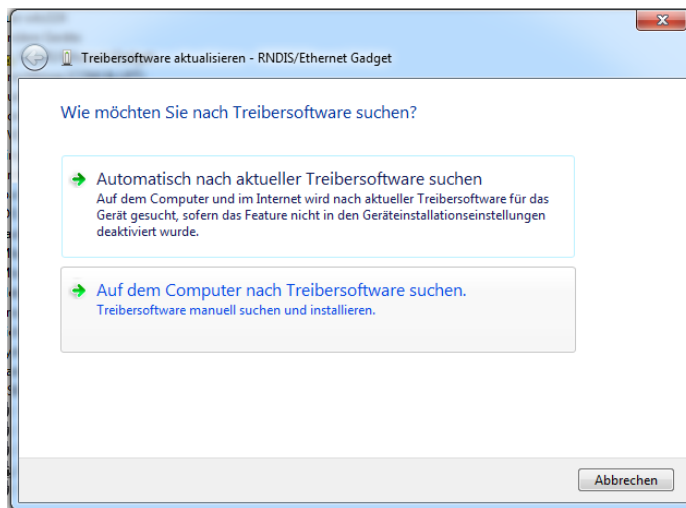 Treibersoftware aktualisieren - RNDIS/Ethernet Gadget
Wie möchten Sie nach Treibersoftware suchen?
Automatisch nach aktueller Treibersoftware suchen
Auf dem Computer und im Internet wird nach aktueller Treibersoftware für das
Gerät gesucht, sofern das Feature nicht in den Geräteinstallationseinstellungen
deaktiviert wurde.
Auf dem Computer nach Treibersoftware suchen.
Treibersoftware manuell suchen und installieren.
Abbrechen